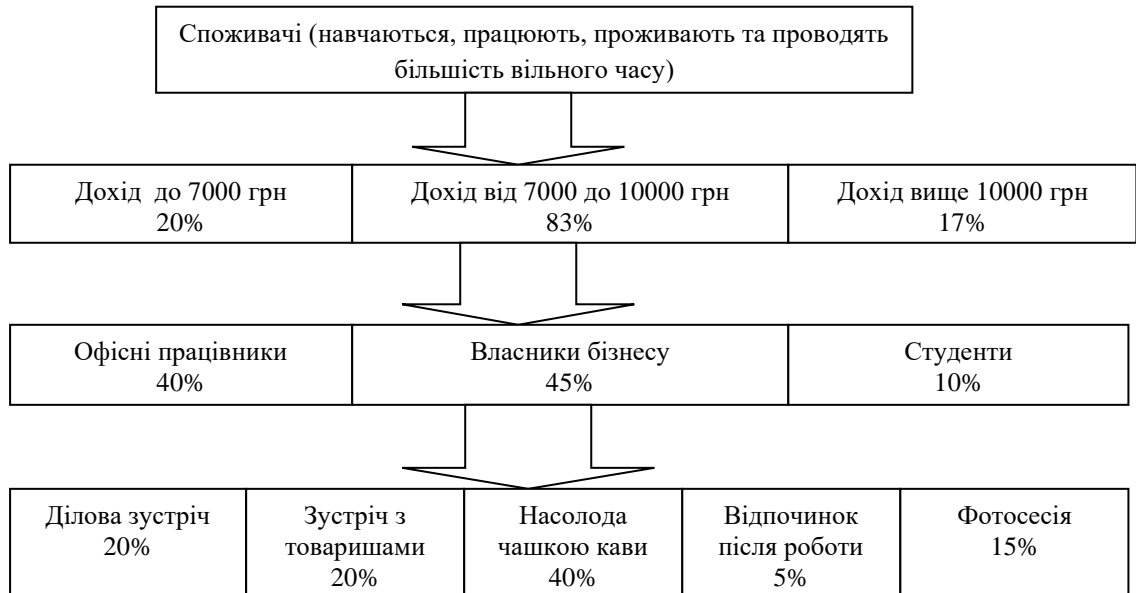 Споживачі (навчаються, працюють, проживають та проводять
більшість вільного часу)
Дохід до 7000 грн
20%
Дохід від 7000 до 10000 грн
83%
Дохід вище 10000 грн
17%
Офісні працівники
40%
Власники бізнесу
45%
Студенти
10%
Ділова зустріч
20%
Зустріч з
товаришами
20%
Насолода
чашкою кави
40%
Відпочинок
після роботи
5%
Фотосесія
15%